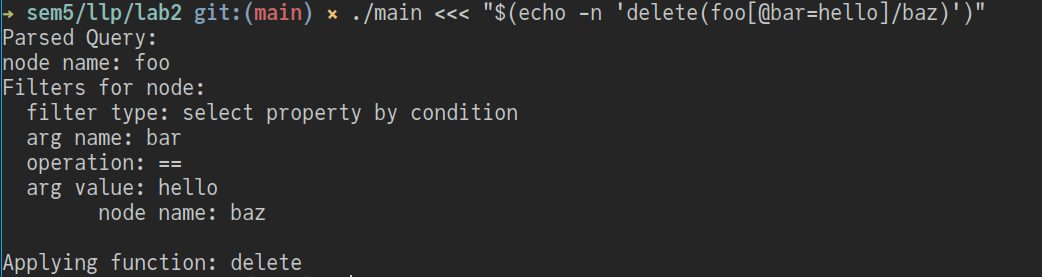 → sem5/llp/lab2 git:(main) × ./main <<< "$(echo -n 'delete(foo[@bar=hello]/baz)')"
Parsed Query:
node name: foo
Filters for node:
  filter type: select property by condition
  arg name: bar
  operation: ==
  arg value: hello
        node name: baz

Applying function: delete